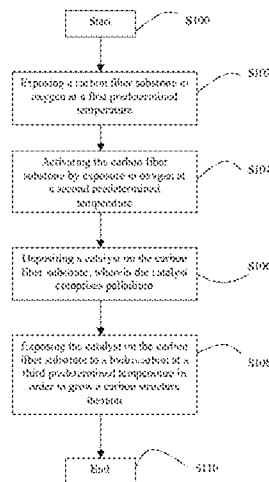 Start
S100
Exposing a carbon fiber substrate to
oxygen at a first predetermined
temperature
S102
Activating the carbon fiber
substrate by exposure to oxygen at
a second predetermined
temperature
S104
Depositing a catalyst on the carbon
fiber substrate, wherein the catalyst
comprises palladium
S106
Exposing the catalyst on the carbon
fiber substrate to a hydrocarbon at a
third predetermined temperature in
order to grow a carbon structure
thereon
S108
End
S110